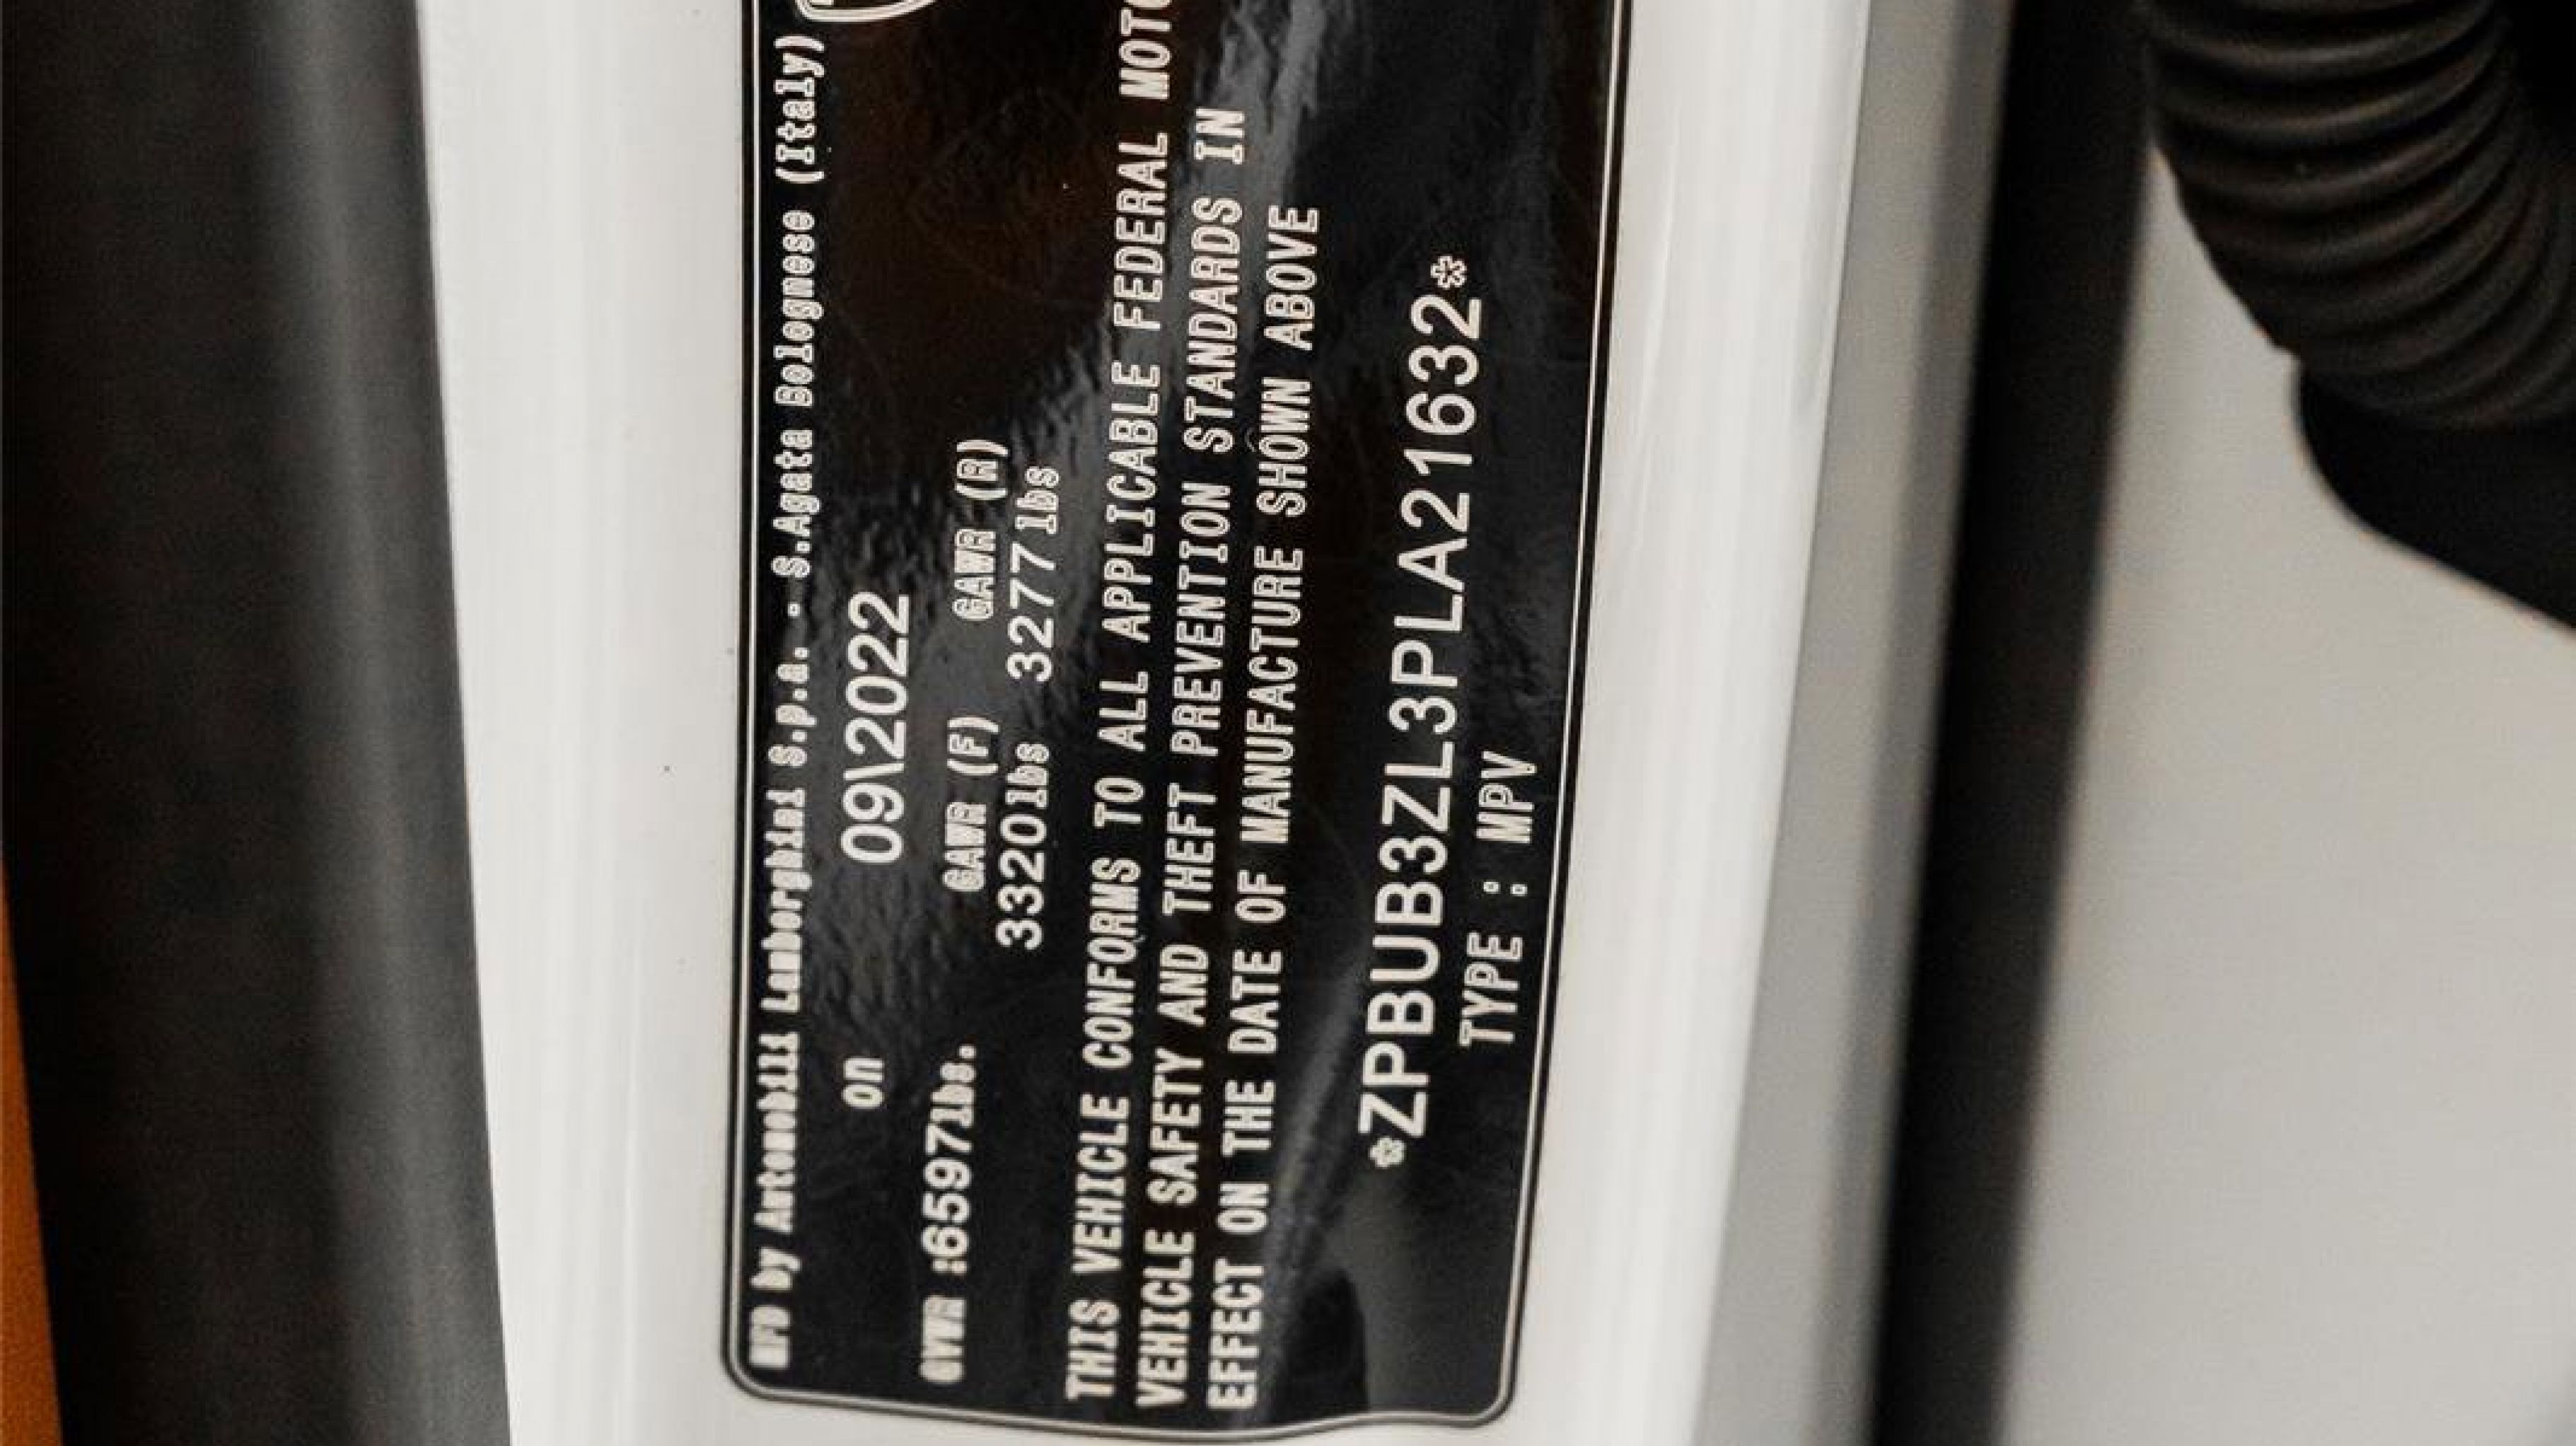 MFD by Automobili Lamborghini S.p.a. - S.Agata Bolognese (Italy)
on 09\2022
GVWR :6597lbs. GAWR (F) GAWR (R)
3320lbs 3277lbs
THIS VEHICLE CONFORMS TO ALL APPLICABLE FEDERAL MOTO
VEHICLE SAFETY AND THEFT PREVENTION STANDARDS IN
EFFECT ON THE DATE OF MANUFACTURE SHOWN ABOVE
*ZPBUB3ZL3PLA21632*
TYPE : MPV